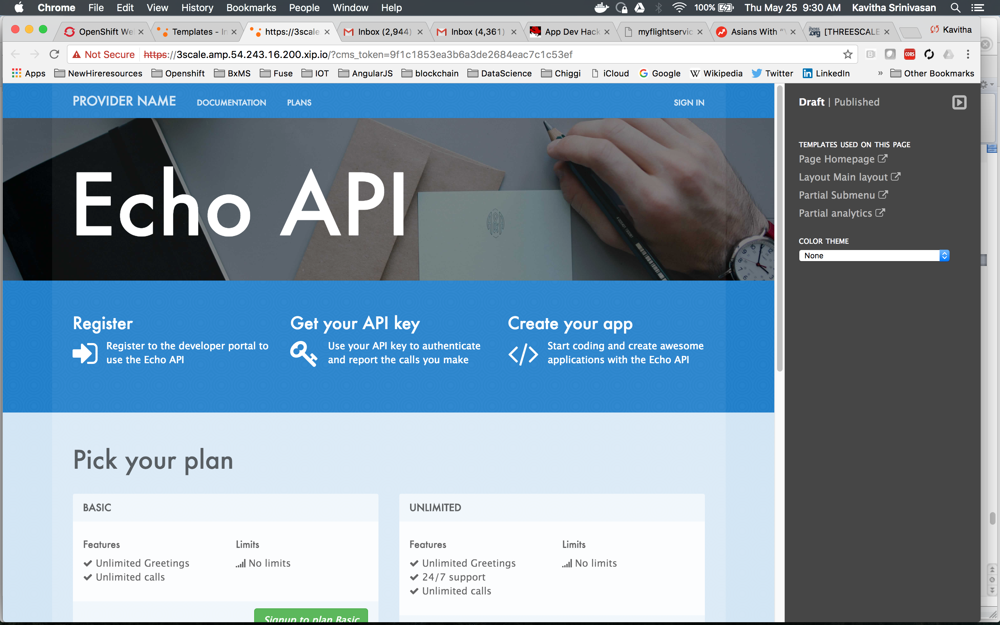 Chrome File Edit View History Bookmarks People Window Help 100% Thu May 25 9:30 AM Kavitha Srinivasan
OpenShift We Templates - In https://3scale Inbox (2,944) Inbox (4,361) App Dev Hack myflightservic Asians With "V [THREESCALE Kavitha
Not Secure https://3scale.amp.54.243.16.200.xip.io/?cms_token=9f1c1853ea3b6a3de2684eac7c1c53ef CORS
Apps NewHireresources Openshift BxMS Fuse IOT AngularJS blockchain DataScience Chiggi iCloud Google Wikipedia Twitter LinkedIn » Other Bookmarks
PROVIDER NAME DOCUMENTATION PLANS SIGN IN
Draft | Published
Echo API
TEMPLATES USED ON THIS PAGE
Page Homepage
Layout Main layout
Partial Submenu
Partial analytics
COLOR THEME
None
Register
Register to the developer portal to
use the Echo API
Get your API key
Use your API key to authenticate
and report the calls you make
Create your app
Start coding and create awesome
applications with the Echo API
Pick your plan
BASIC
Features
Unlimited Greetings
Unlimited calls
Limits
No limits
Signup to plan Basic
UNLIMITED
Features
Unlimited Greetings
24/7 support
Unlimited calls
Limits
No limits